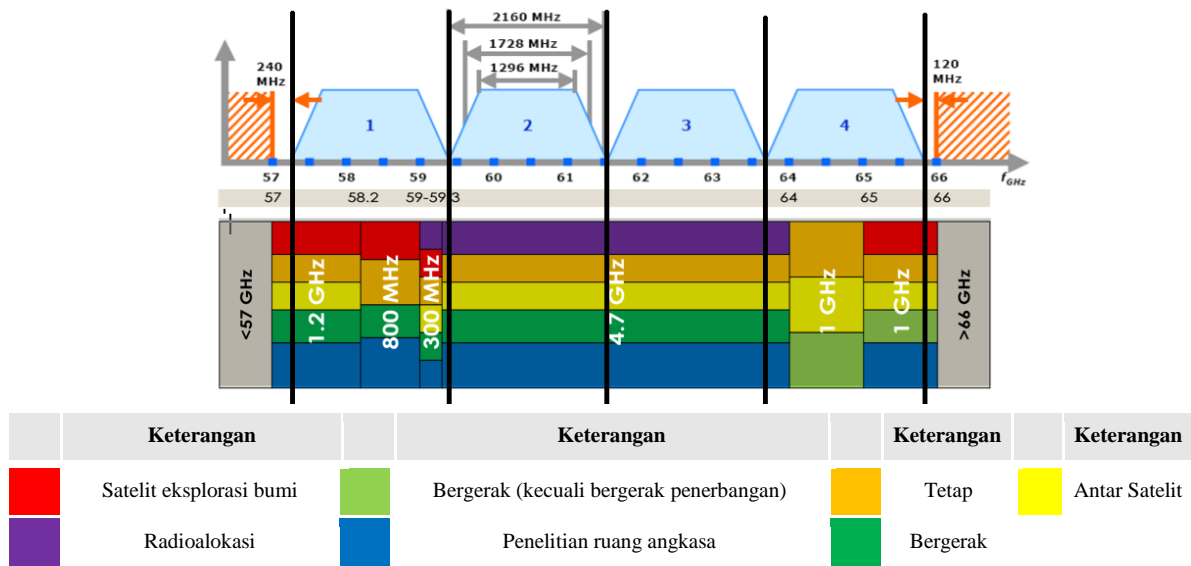 2160 MHz
1728 MHz
1296 MHz
240 MHz
120 MHz
1 2 3 4
57 58 59 60 61 62 63 64 65 66 fGHz
57 58.2 59-59.3 64 65 66
<57 GHz
1.2 GHz
800 MHz
300 MHz
4.7 GHz
1 GHz
1 GHz
>66 GHz
Keterangan Keterangan Keterangan Keterangan
Satelit eksplorasi bumi Bergerak (kecuali bergerak penerbangan) Tetap Antar Satelit
Radioalokasi Penelitian ruang angkasa Bergerak